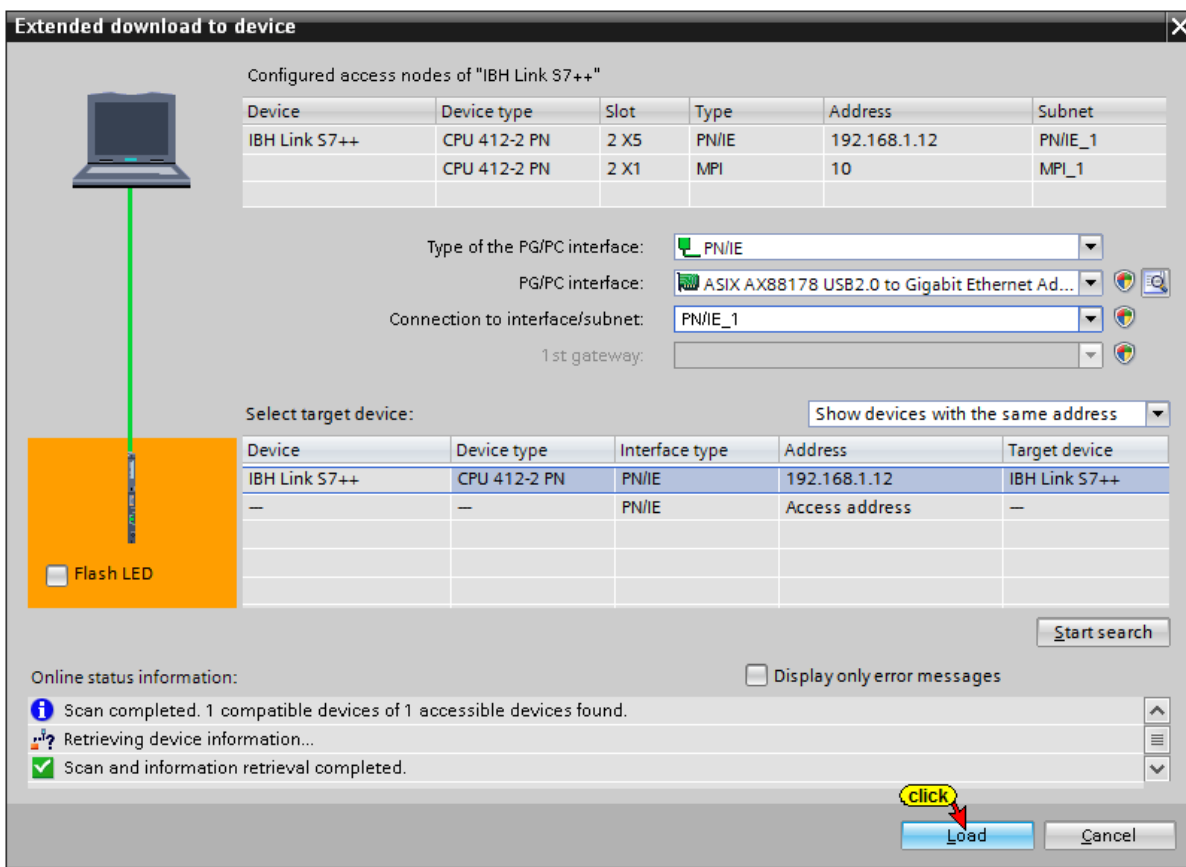 Extended download to device
Configured access nodes of "IBH Link S7++"
Device Device type Slot Type Address Subnet
IBH Link S7++ CPU 412-2 PN 2 X5 PN/IE 192.168.1.12 PN/IE_1
CPU 412-2 PN 2 X1 MPI 10 MPI_1
Type of the PG/PC interface: PN/IE
PG/PC interface: ASIX AX88178 USB2.0 to Gigabit Ethernet Ad...
Connection to interface/subnet: PN/IE_1
1st gateway:
Select target device: Show devices with the same address
Device Device type Interface type Address Target device
IBH Link S7++ CPU 412-2 PN PN/IE 192.168.1.12 IBH Link S7++
— — PN/IE Access address —
Flash LED
Start search
Online status information: Display only error messages
Scan completed. 1 compatible devices of 1 accessible devices found.
Retrieving device information...
Scan and information retrieval completed.
click
Load Cancel